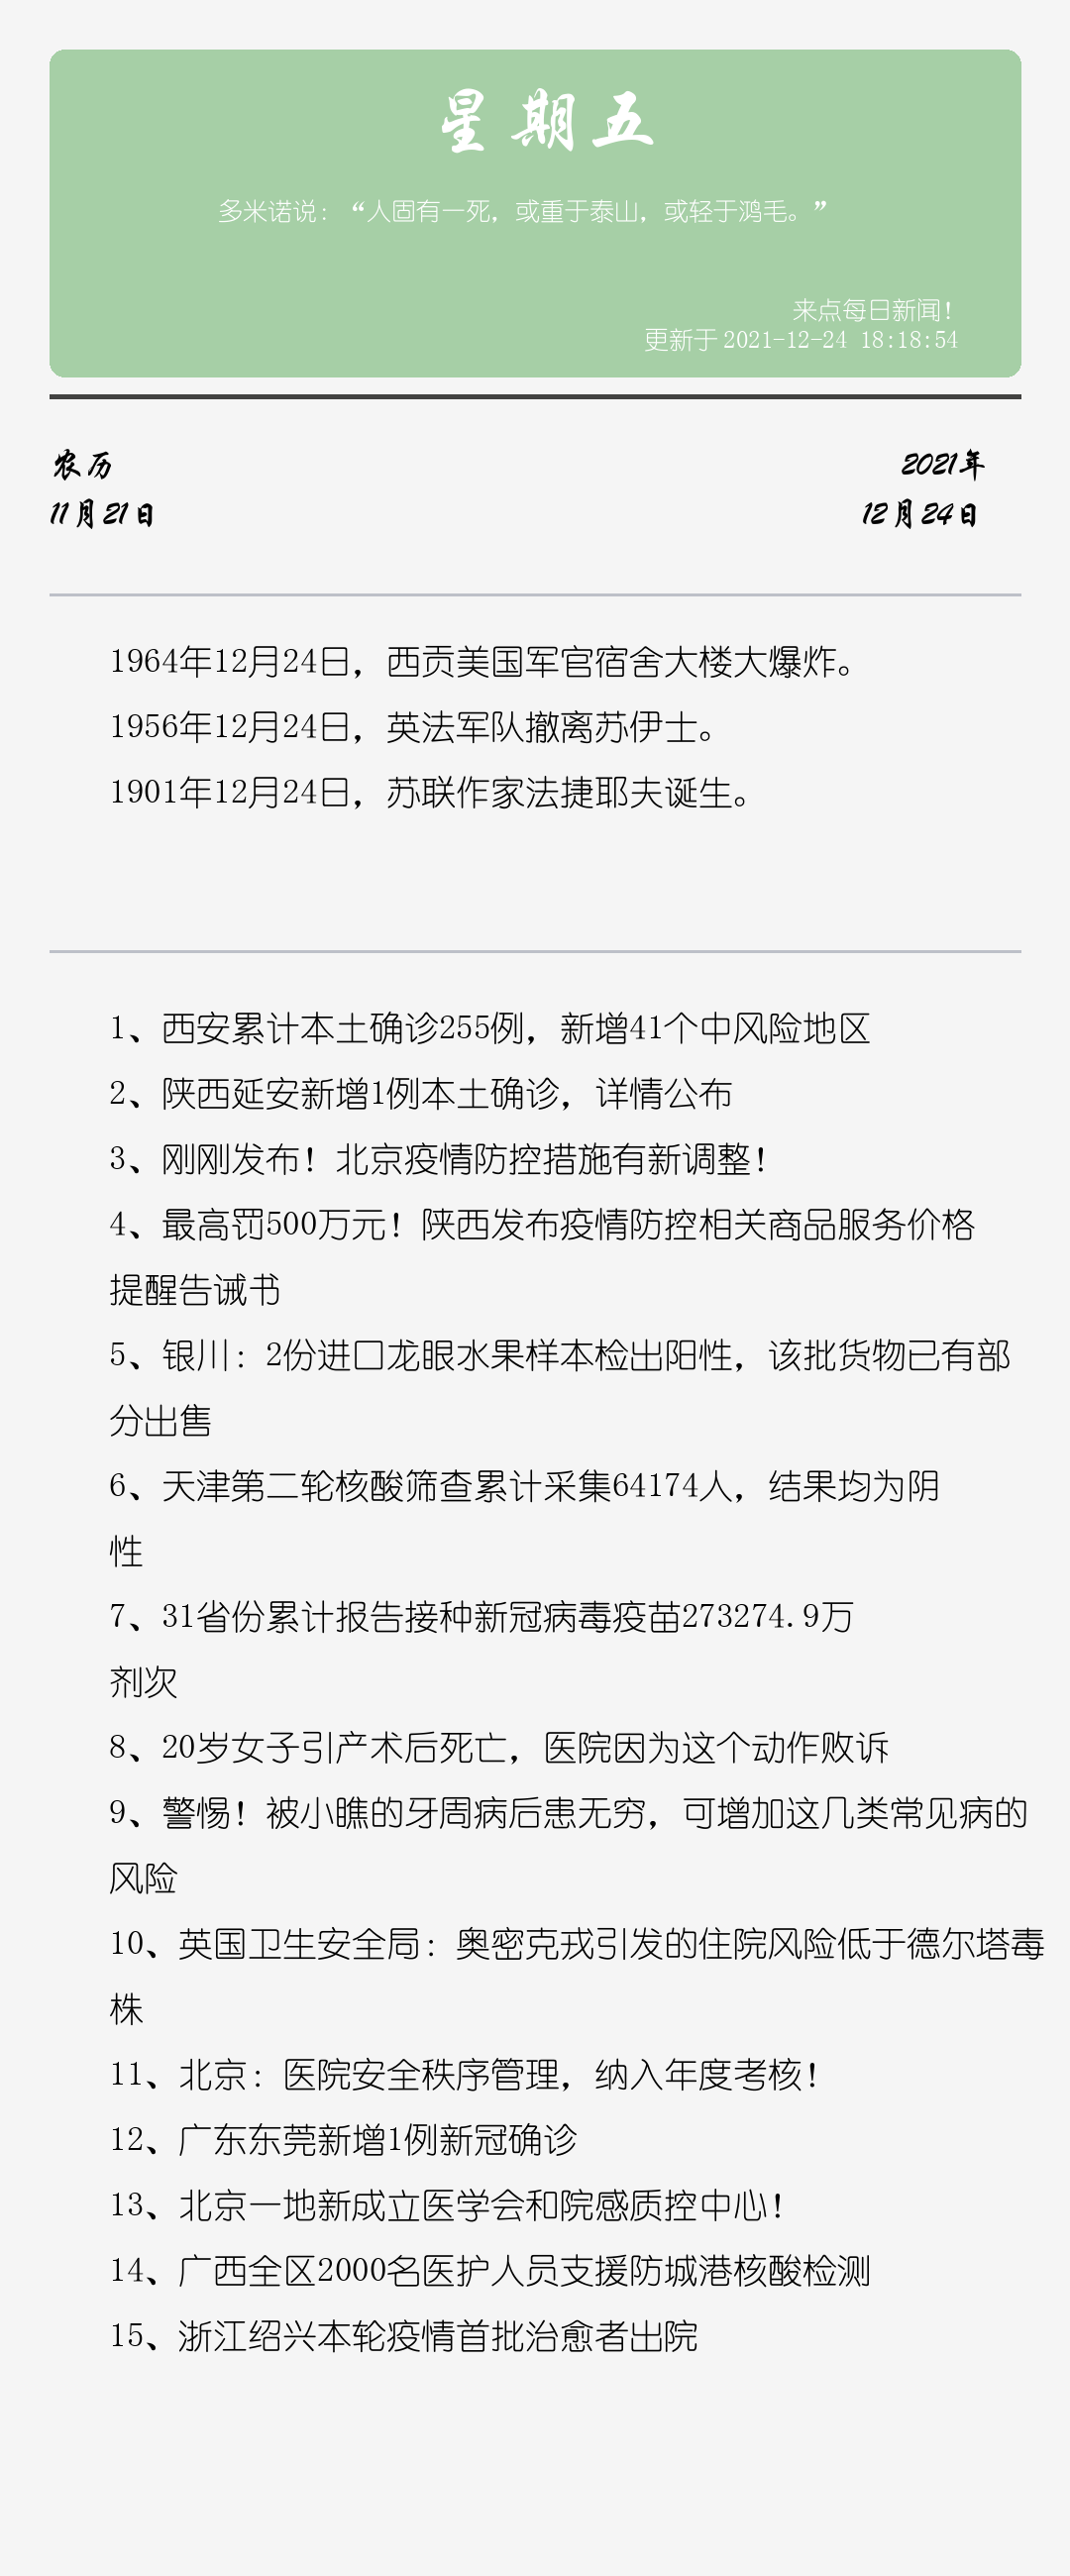 星期五
多米诺说：“人固有一死，或重于泰山，或轻于鸿毛。”
来点每日新闻！
更新于 2021-12-24 18:18:54
农历
11月21日
2021年
12月24日
1964年12月24日，西贡美国军官宿舍大楼大爆炸。
1956年12月24日，英法军队撤离苏伊士。
1901年12月24日，苏联作家法捷耶夫诞生。
1、西安累计本土确诊255例，新增41个中风险地区
2、陕西延安新增1例本土确诊，详情公布
3、刚刚发布！北京疫情防控措施有新调整！
4、最高罚500万元！陕西发布疫情防控相关商品服务价格
提醒告诫书
5、银川：2份进口龙眼水果样本检出阳性，该批货物已有部
分出售
6、天津第二轮核酸筛查累计采集64174人，结果均为阴
性
7、31省份累计报告接种新冠病毒疫苗273274.9万
剂次
8、20岁女子引产术后死亡，医院因为这个动作败诉
9、警惕！被小瞧的牙周病后患无穷，可增加这几类常见病的
风险
10、英国卫生安全局：奥密克戎引发的住院风险低于德尔塔毒
株
11、北京：医院安全秩序管理，纳入年度考核！
12、广东东莞新增1例新冠确诊
13、北京一地新成立医学会和院感质控中心！
14、广西全区2000名医护人员支援防城港核酸检测
15、浙江绍兴本轮疫情首批治愈者出院